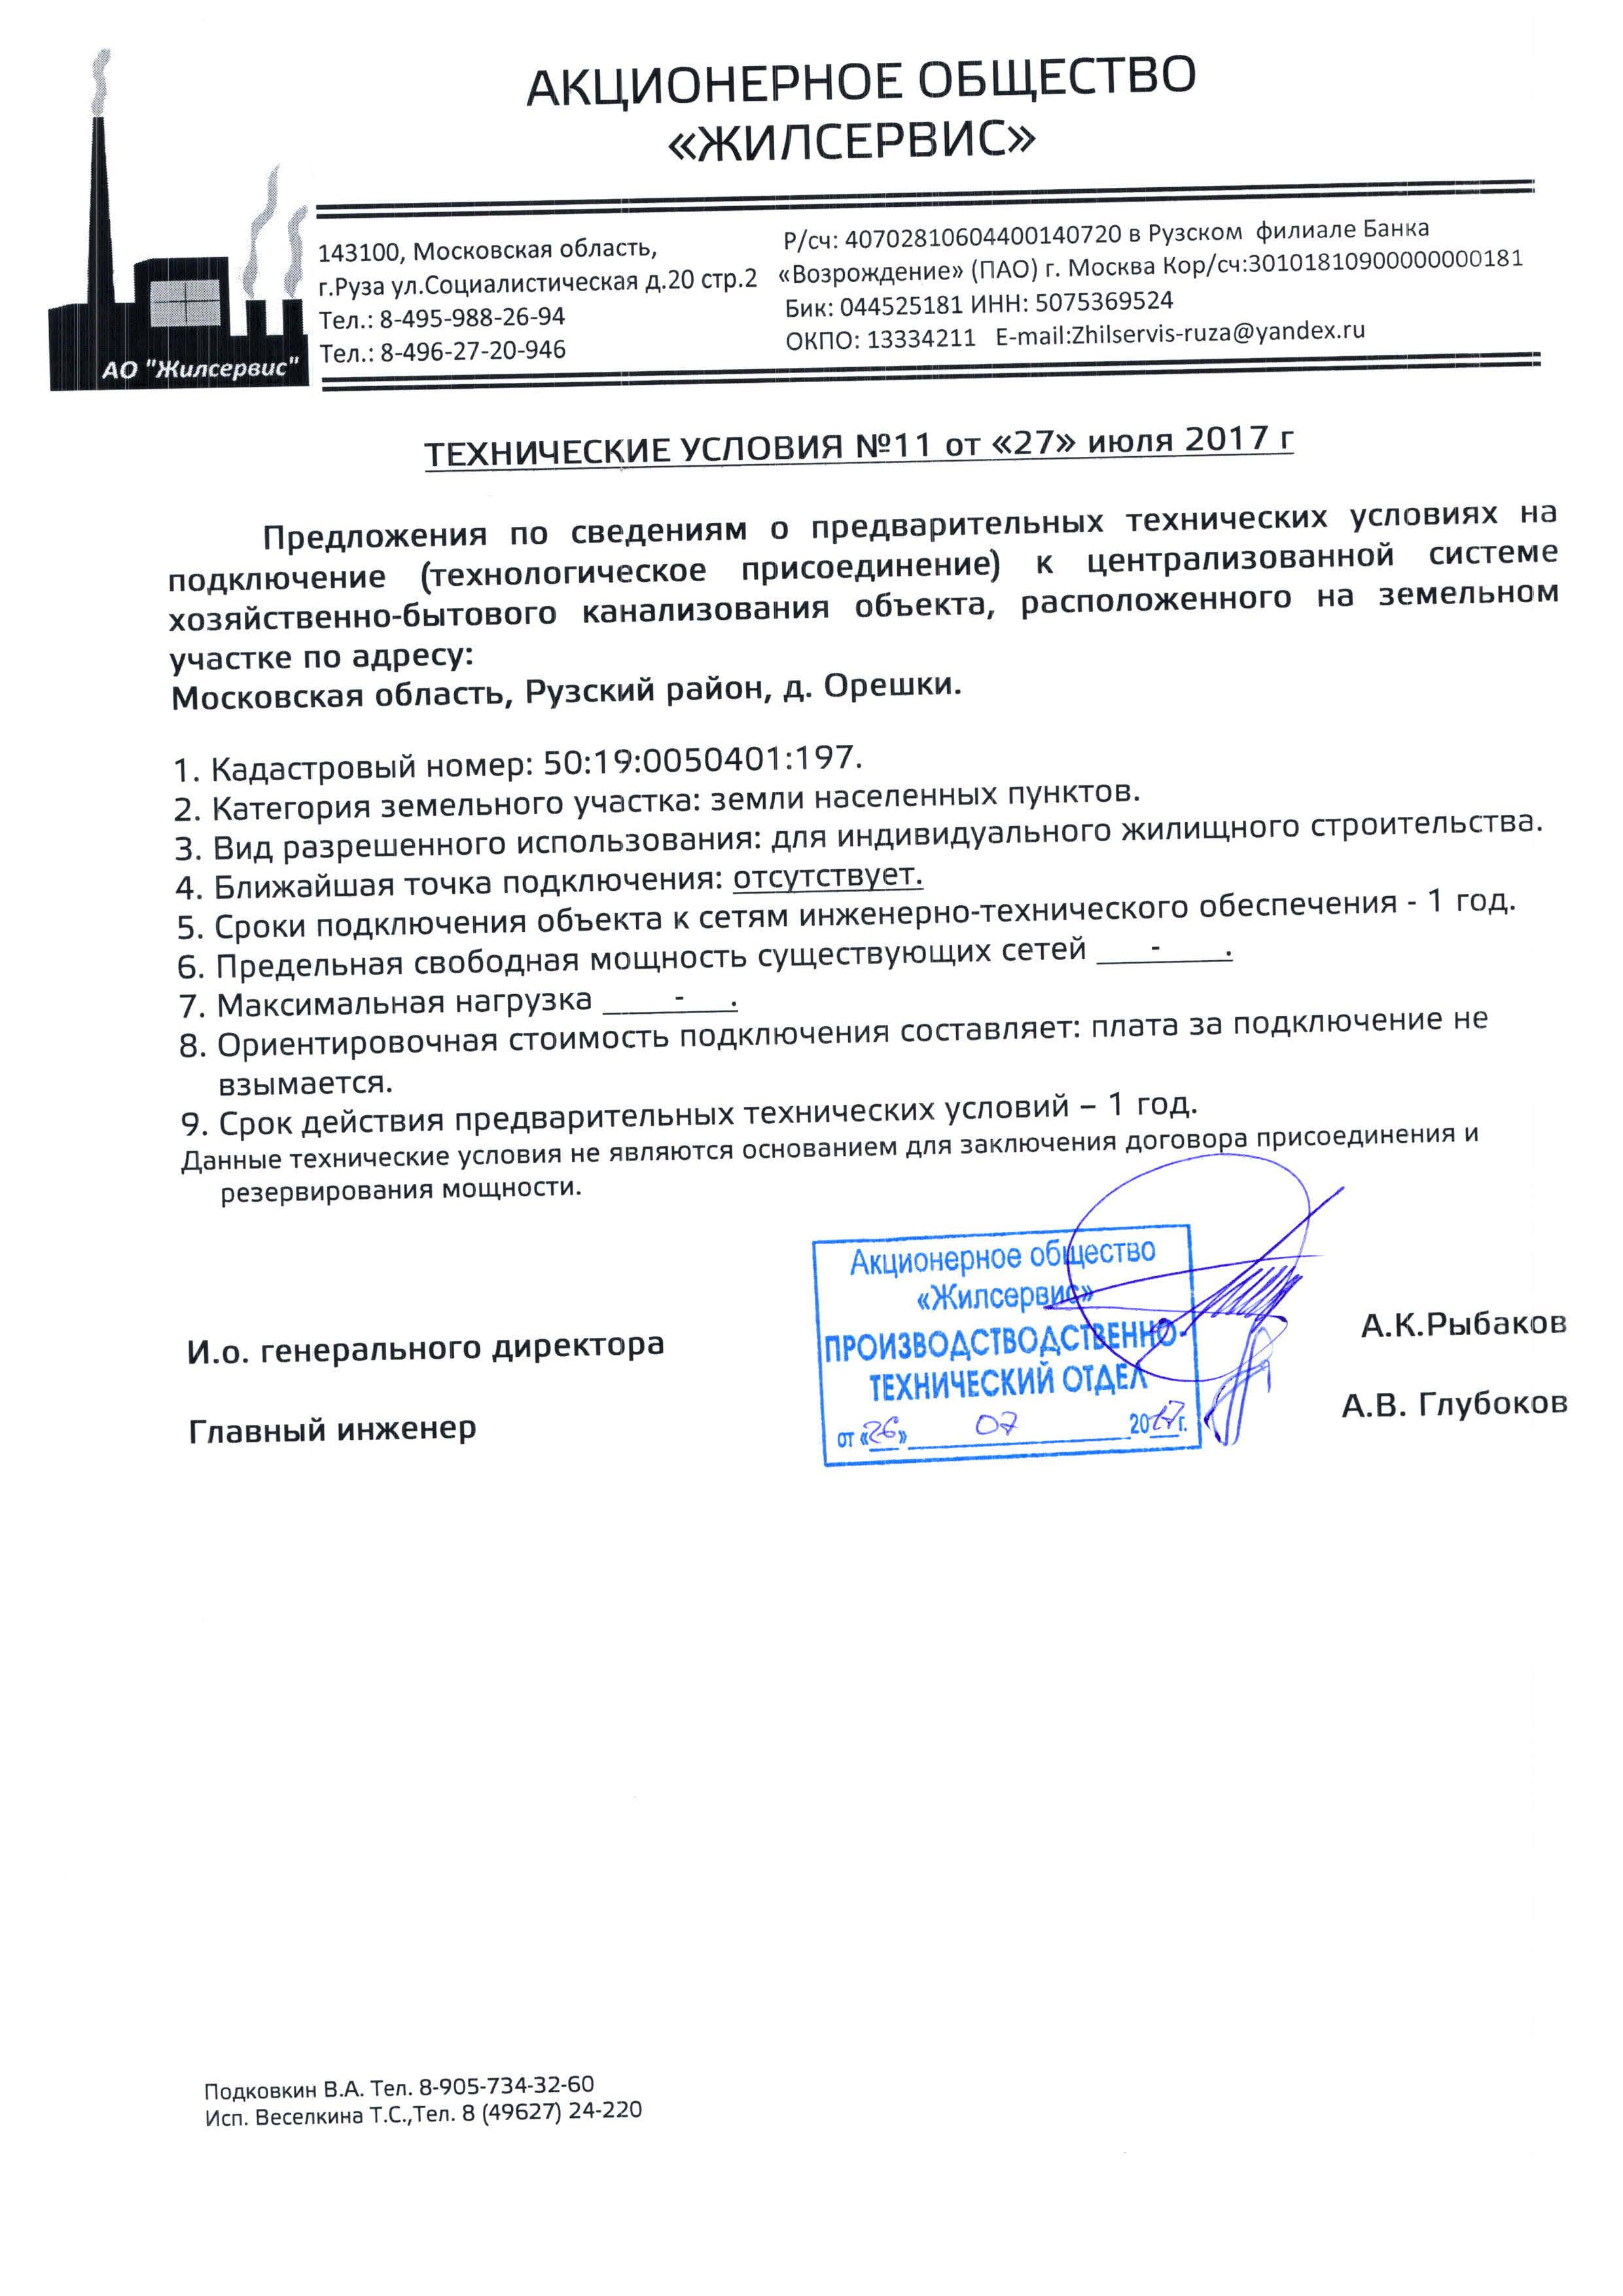 АКЦИОНЕРНОЕ ОБЩЕСТВО
«ЖИЛСЕРВИС»
АО "Жилсервис"
143100, Московская область,
г.Руза ул.Социалистическая д.20 стр.2
Тел.: 8-495-988-26-94
Тел.: 8-496-27-20-946
Р/сч: 40702810604400140720 в Рузском филиале Банка
«Возрождение» (ПАО) г. Москва Кор/сч:30101810900000000181
Бик: 044525181 ИНН: 5075369524
ОКПО: 13334211 E-mail:Zhilservis-ruza@yandex.ru
ТЕХНИЧЕСКИЕ УСЛОВИЯ №11 от «27» июля 2017 г
Предложения по сведениям о предварительных технических условиях на
подключение (технологическое присоединение) к централизованной системе
хозяйственно-бытового канализования объекта, расположенного на земельном
участке по адресу:
Московская область, Рузский район, д. Орешки.
1. Кадастровый номер: 50:19:0050401:197.
2. Категория земельного участка: земли населенных пунктов.
3. Вид разрешенного использования: для индивидуального жилищного строительства.
4. Ближайшая точка подключения: отсутствует.
5. Сроки подключения объекта к сетям инженерно-технического обеспечения - 1 год.
6. Предельная свободная мощность существующих сетей ___-____.
7. Максимальная нагрузка ____-___.
8. Ориентировочная стоимость подключения составляет: плата за подключение не
взымается.
9. Срок действия предварительных технических условий – 1 год.
Данные технические условия не являются основанием для заключения договора присоединения и
резервирования мощности.
Акционерное общество
«Жилсервис»
ПРОИЗВОДСТВОДСТВЕННО-
ТЕХНИЧЕСКИЙ ОТДЕЛ
от «26» 07 2017г.
И.о. генерального директора А.К.Рыбаков
Главный инженер А.В. Глубоков
Подковкин В.А. Тел. 8-905-734-32-60
Исп. Веселкина Т.С.,Тел. 8 (49627) 24-220